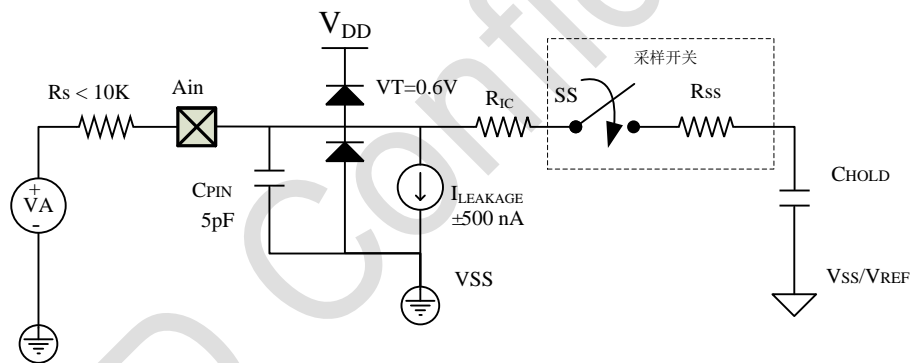 VDD
采样开关
Rs < 10K
Ain
VT=0.6V
RIC
SS
RSS
+
VA
-
CPIN
5pF
ILEAKAGE
±500 nA
CHOLD
VSS
VSS/VREF